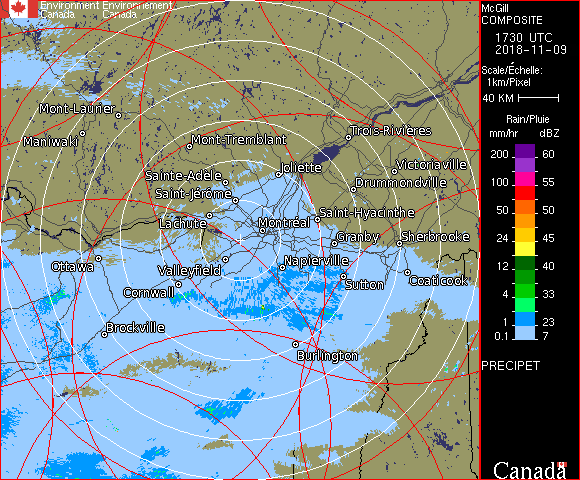 Environment Environnement
Canada Canada
McGill
COMPOSITE
1730 UTC
2018-11-09
Scale/Échelle:
1km/Pixel
40 KM
Rain/Pluie
mm/hr dBZ
200 60
100 55
50 50
24 45
12 40
4 33
1 23
0.1 7
PRECIPET
Canada
Mont-Laurier
Maniwaki
Mont-Tremblant
Trois-Rivières
Sainte-Adèle
Joliette
Victoriaville
Saint-Jérôme
Drummondville
Lachute
Montréal
Saint-Hyacinthe
Granby
Sherbrooke
Ottawa
Valleyfield
Napierville
Cornwall
Sutton
Coaticook
Brockville
Burlington